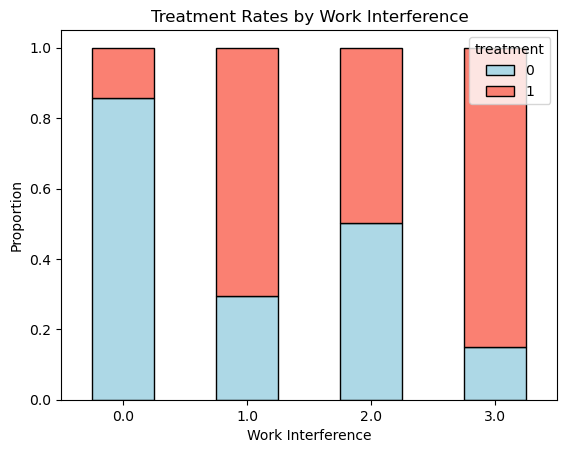 Treatment Rates by Work Interference
treatment
0
1
1.0
0.8
0.6
0.4
0.2
0.0
Proportion
0.0 1.0 2.0 3.0
Work Interference